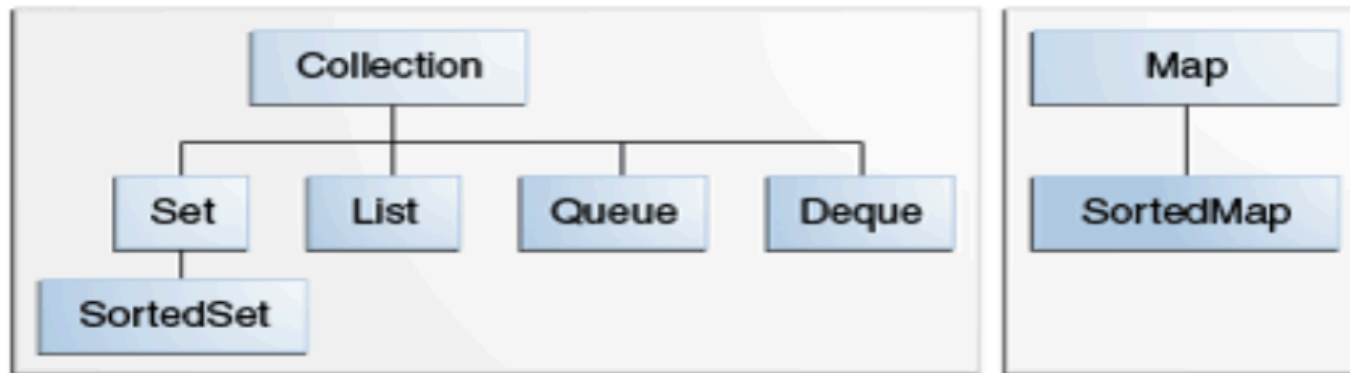 Collection
Map
Set
List
Queue
Deque
SortedMap
SortedSet